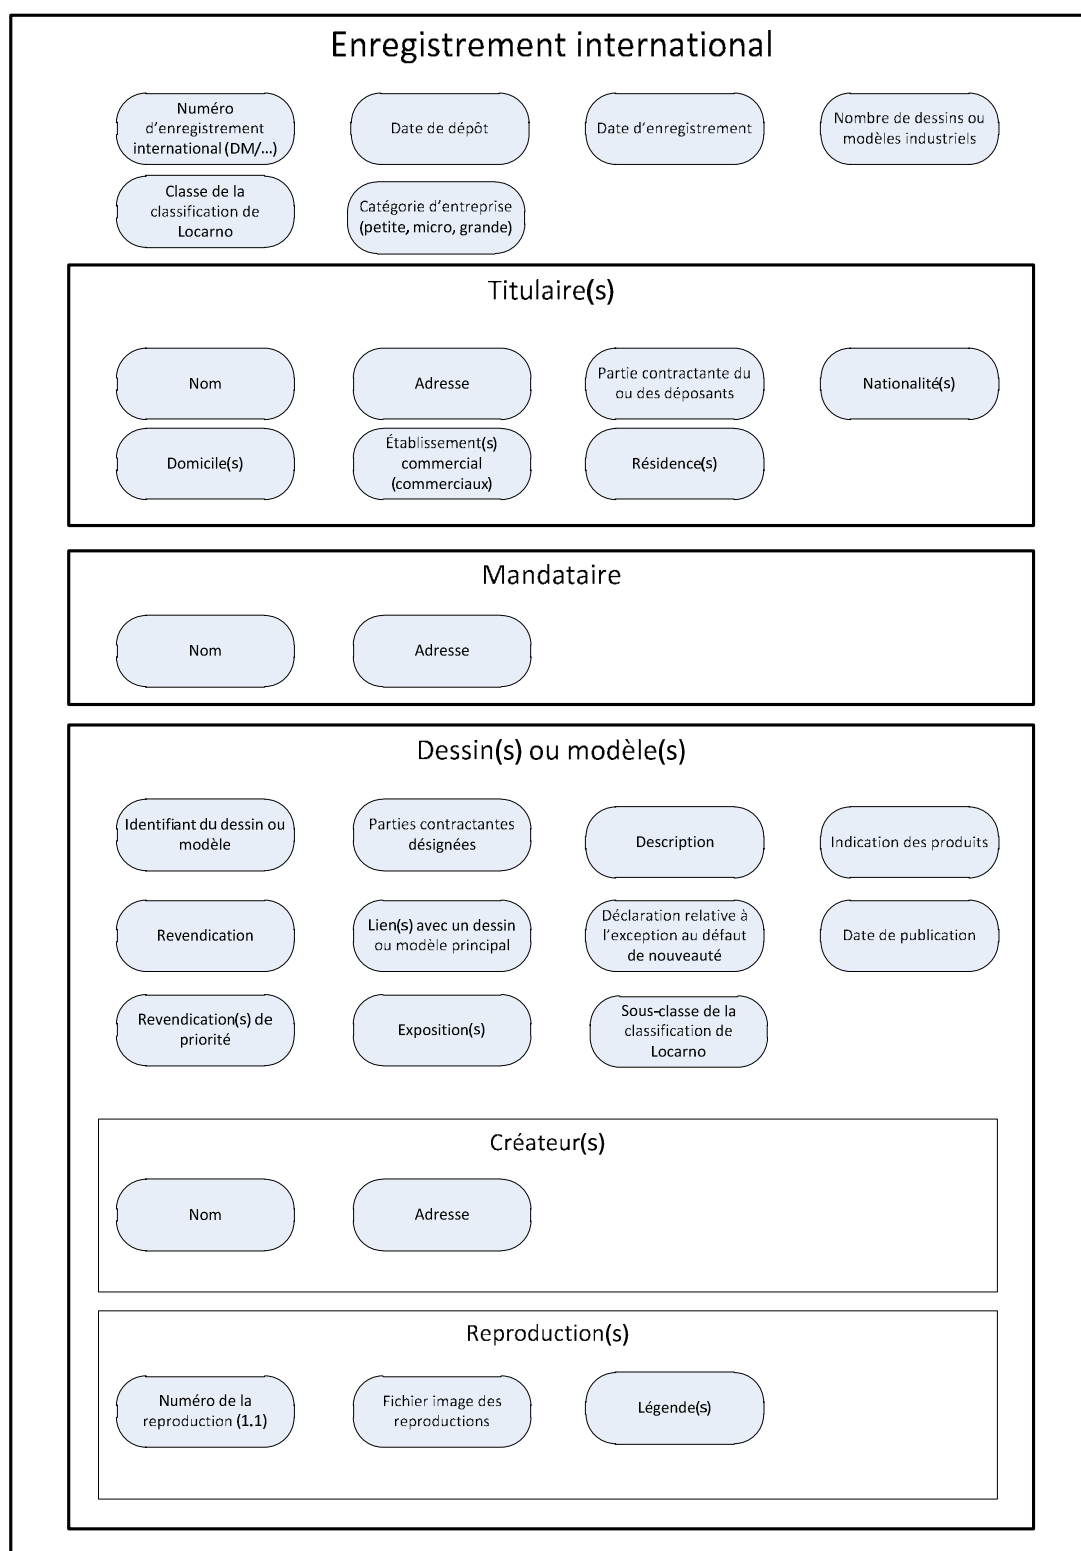 Enregistrement international
Numéro
d'enregistrement
international (DM/...)
Date de dépôt
Date d'enregistrement
Nombre de dessins ou
modèles industriels
Classe de la
classification de
Locarno
Catégorie d'entreprise
(petite, micro, grande)
Titulaire(s)
Nom
Adresse
Partie contractante du
ou des déposants
Nationalité(s)
Domicile(s)
Établissement(s)
commercial
(commerciaux)
Résidence(s)
Mandataire
Nom
Adresse
Dessin(s) ou modèle(s)
Identifiant du dessin ou
modèle
Parties contractantes
désignées
Description
Indication des produits
Revendication
Lien(s) avec un dessin
ou modèle principal
Déclaration relative à
l'exception au défaut
de nouveauté
Date de publication
Revendication(s) de
priorité
Exposition(s)
Sous-classe de la
classification de
Locarno
Créateur(s)
Nom
Adresse
Reproduction(s)
Numéro de la
reproduction (1.1)
Fichier image des
reproductions
Légende(s)